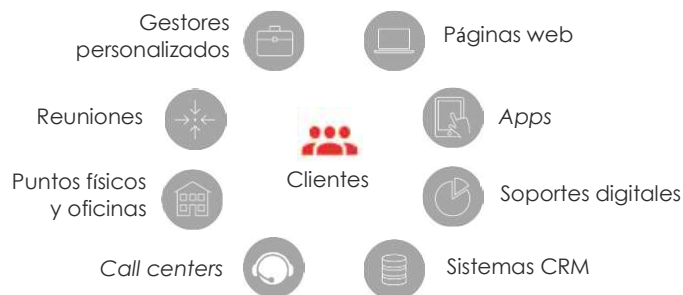 Gestores
personalizados
Páginas web
Reuniones
Apps
Clientes
Puntos físicos
y oficinas
Soportes digitales
Call centers
Sistemas CRM